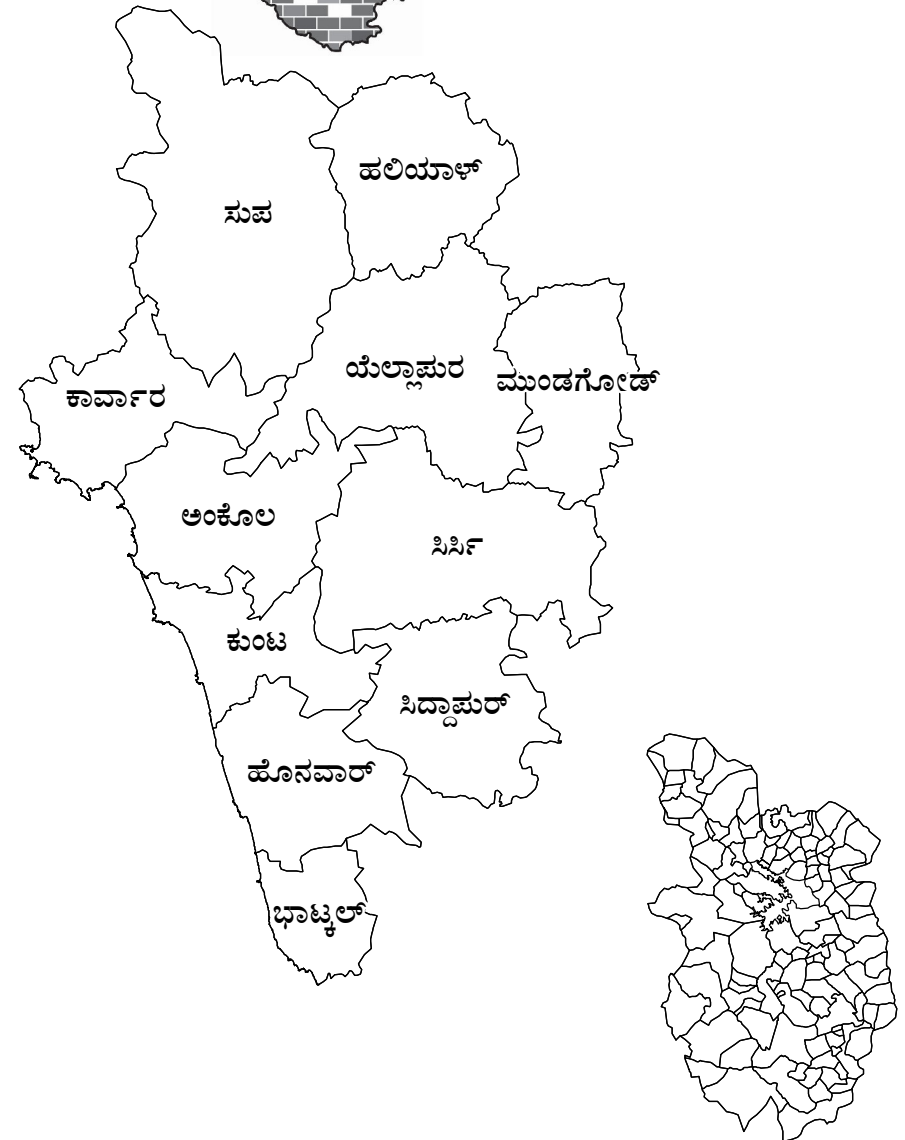 ಹಲಿಯಾಳ್
ಸುಪ
ಯೆಲ್ಲಾಪುರ
ಮುಂಡಗೋಡ್
ಕಾರ್ವಾರ
ಅಂಕೊಲ
ಸಿರ್ಸಿ
ಕುಂಟ
ಸಿದ್ದಾಪುರ್
ಹೊನವಾರ್
ಭಾಟ್ಕಲ್